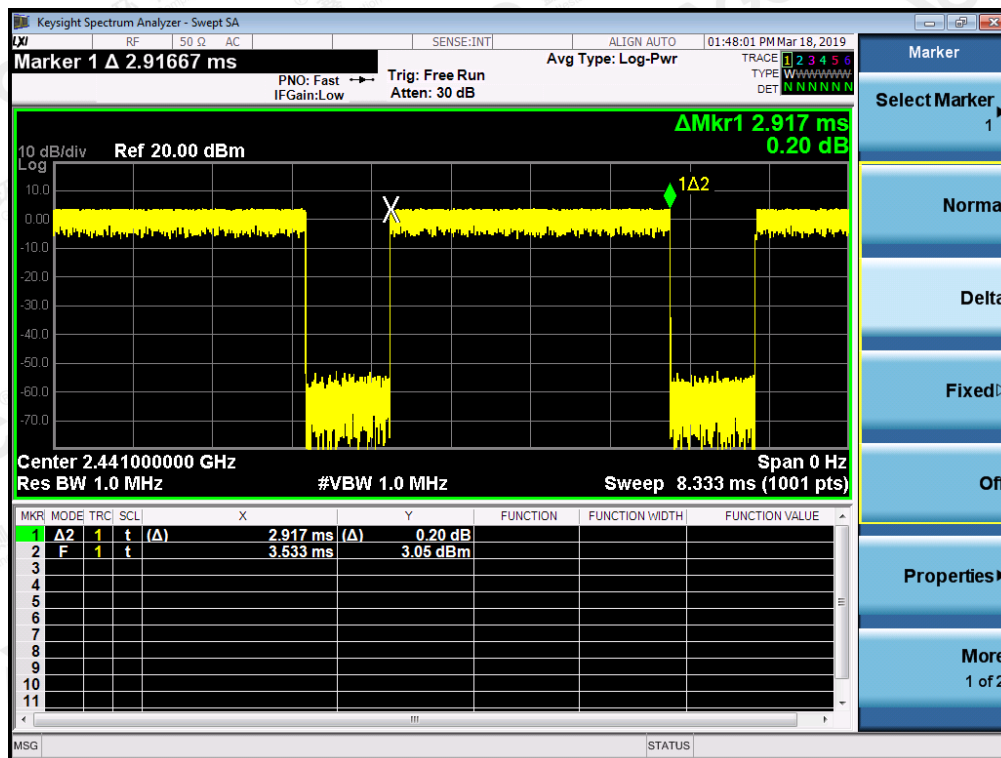 Keysight Spectrum Analyzer - Swept SA
LXI RF 50 Ω AC SENSE:INT ALIGN AUTO 01:48:01 PM Mar 18, 2019
Marker 1 Δ 2.91667 ms
PNO: Fast
IFGain:Low
Trig: Free Run
Atten: 30 dB
Avg Type: Log-Pwr
TRACE 1 2 3 4 5 6
TYPE WWWWWW
DET N N N N N N
ΔMkr1 2.917 ms
0.20 dB
10 dB/div Ref 20.00 dBm
Log
10.0
0.00
-10.0
-20.0
-30.0
-40.0
-50.0
-60.0
-70.0
1Δ2
Center 2.441000000 GHz Span 0 Hz
Res BW 1.0 MHz #VBW 1.0 MHz Sweep 8.333 ms (1001 pts)
MKR MODE TRC SCL X Y FUNCTION FUNCTION WIDTH FUNCTION VALUE
1 Δ2 1 t (Δ) 2.917 ms (Δ) 0.20 dB
2 F 1 t 3.533 ms 3.05 dBm
3
4
5
6
7
8
9
10
11
MSG STATUS
Marker
Select Marker
1
Norma
Delta
Fixed
Off
Properties
More
1 of 2